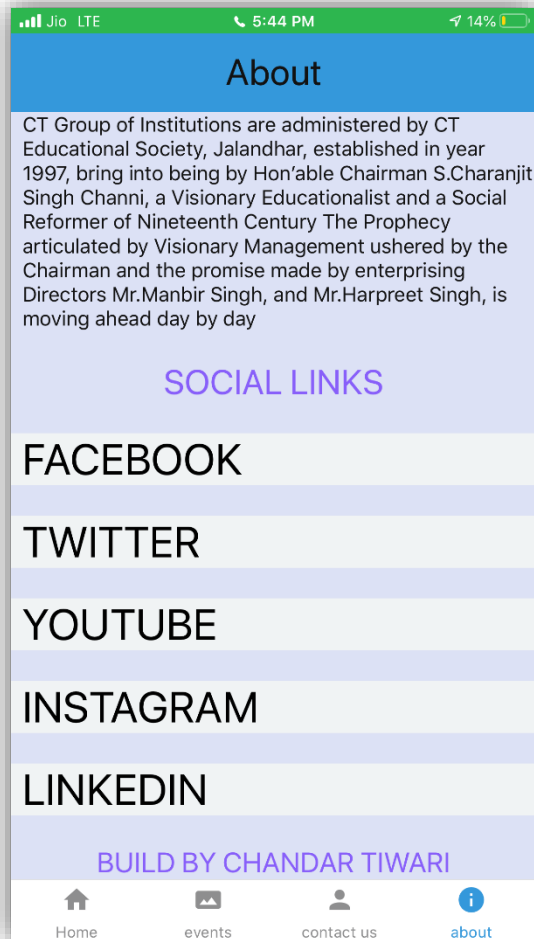 Jio LTE 5:44 PM 14%
About
CT Group of Institutions are administered by CT
Educational Society, Jalandhar, established in year
1997, bring into being by Hon’able Chairman S.Charanjit
Singh Channi, a Visionary Educationalist and a Social
Reformer of Nineteenth Century The Prophecy
articulated by Visionary Management ushered by the
Chairman and the promise made by enterprising
Directors Mr.Manbir Singh, and Mr.Harpreet Singh, is
moving ahead day by day
SOCIAL LINKS
FACEBOOK
TWITTER
YOUTUBE
INSTAGRAM
LINKEDIN
BUILD BY CHANDAR TIWARI
Home events contact us about